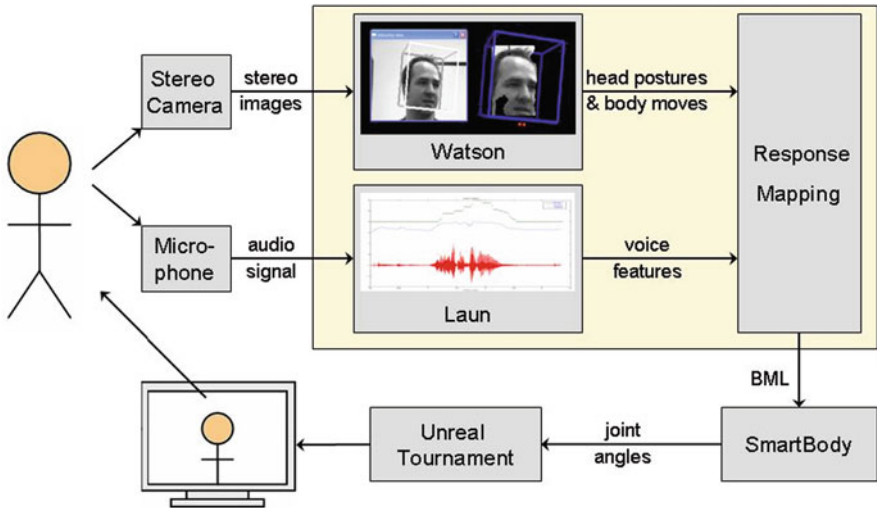 Stereo
Camera
stereo
images
Watson
head postures
& body moves
Response
Mapping
Micro-
phone
audio
signal
Laun
voice
features
BML
SmartBody
joint
angles
Unreal
Tournament